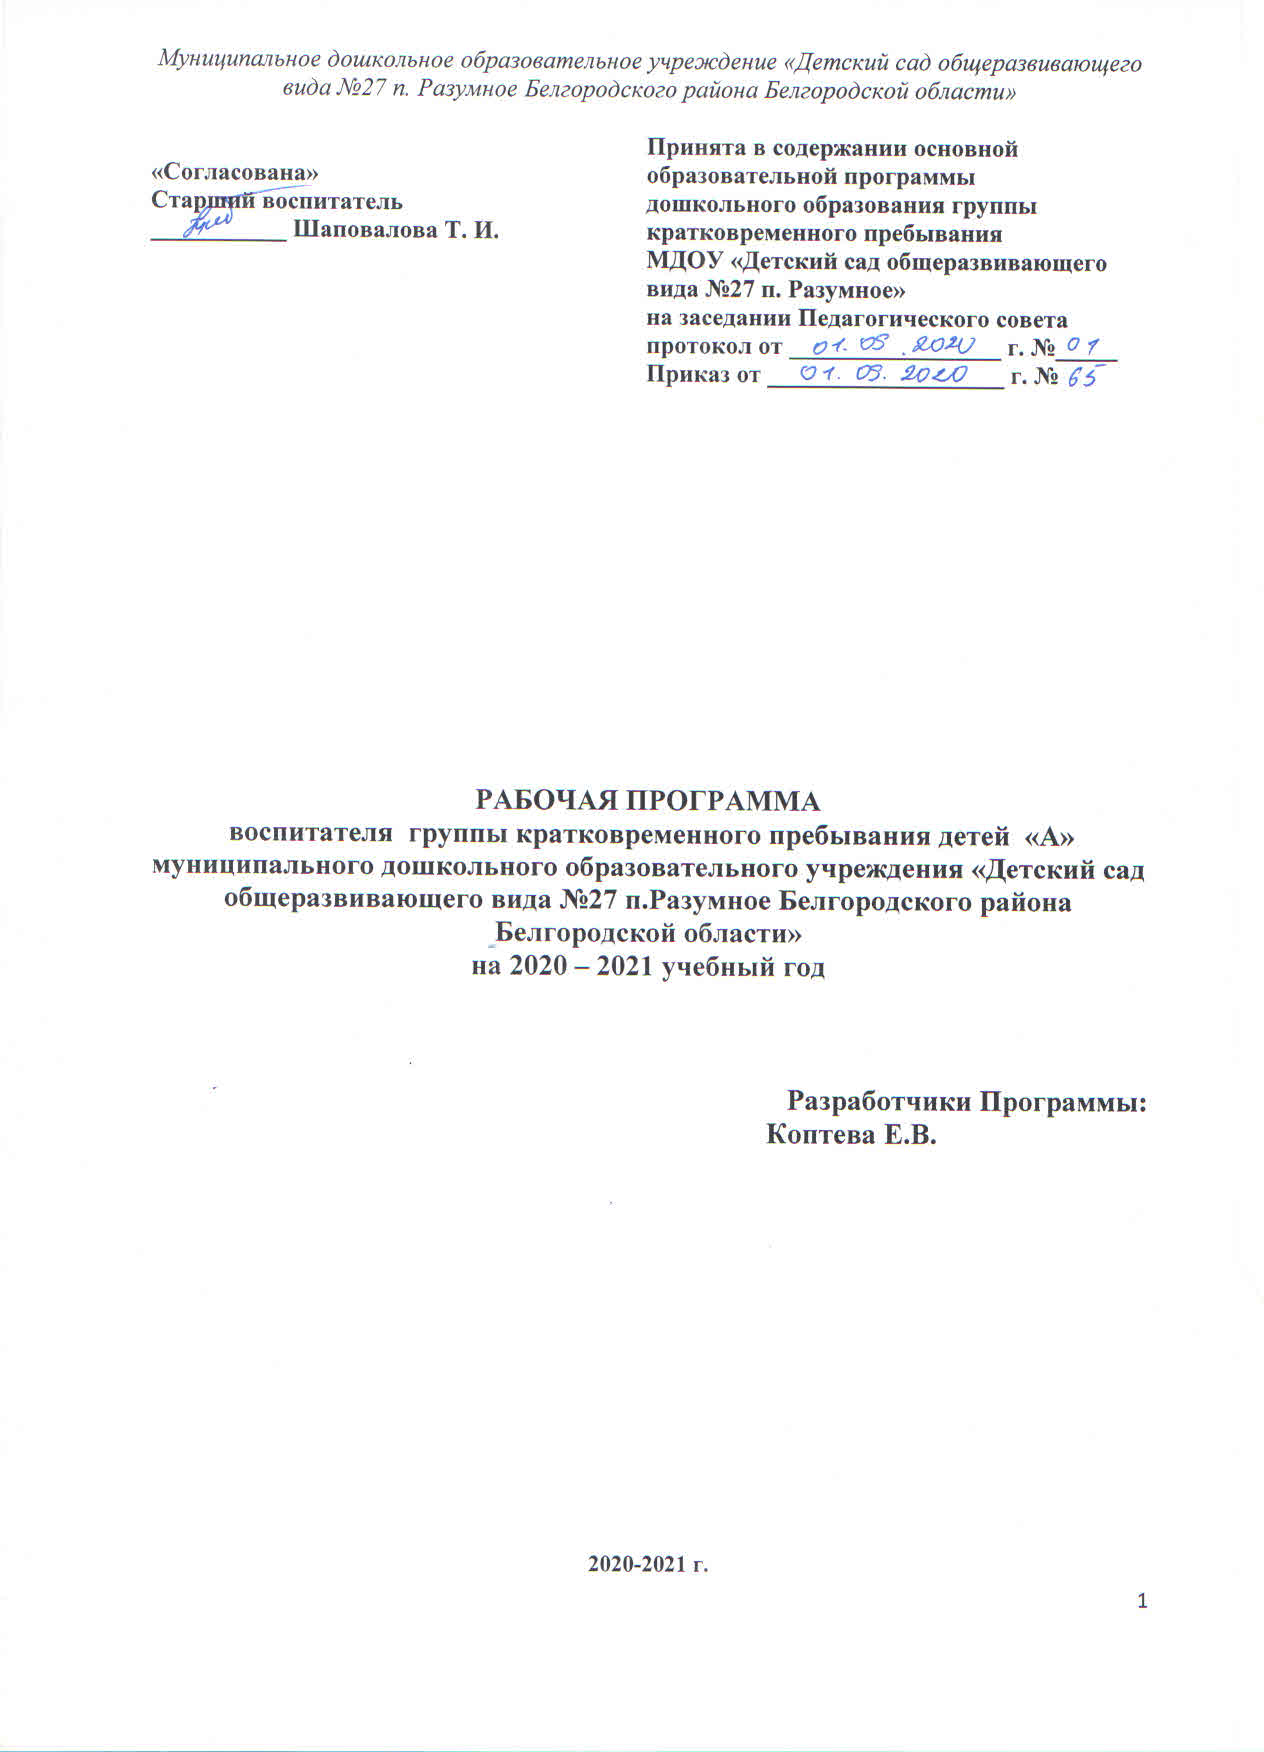 Муниципальное дошкольное образовательное учреждение «Детский сад общеразвивающего
вида №27 п. Разумное Белгородского района Белгородской области»
«Согласована»
Старший воспитатель
____________ Шаповалова Т. И.
Принята в содержании основной
образовательной программы
дошкольного образования группы
кратковременного пребывания
МДОУ «Детский сад общеразвивающего
вида №27 п. Разумное»
на заседании Педагогического совета
протокол от 01. 09. 2020 г. № 01
Приказ от 01. 09. 2020 г. № 65
РАБОЧАЯ ПРОГРАММА
воспитателя группы кратковременного пребывания детей «А»
муниципального дошкольного образовательного учреждения «Детский сад
общеразвивающего вида №27 п.Разумное Белгородского района
Белгородской области»
на 2020 – 2021 учебный год
Разработчики Программы:
Коптева Е.В.
2020-2021 г.
1